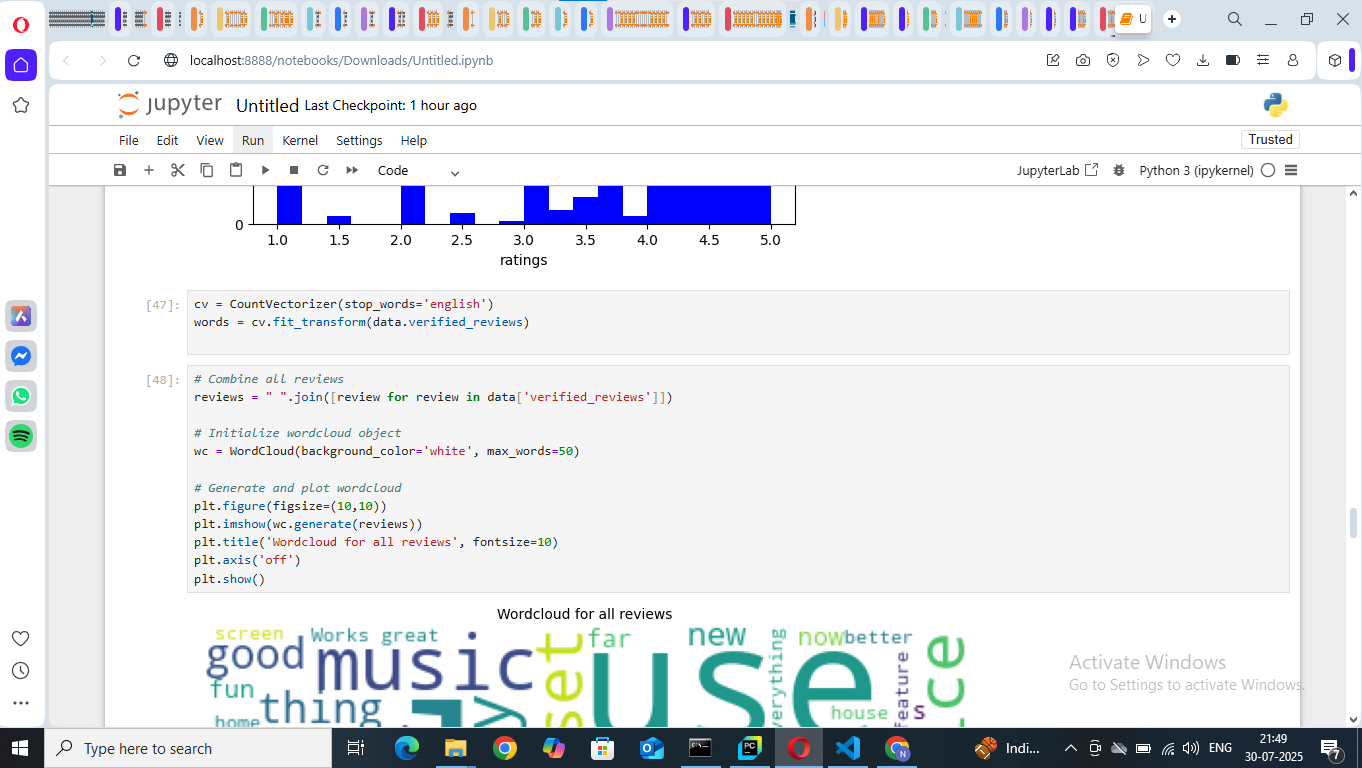 U
localhost:8888/notebooks/Downloads/Untitled.ipynb
jupyter Untitled Last Checkpoint: 1 hour ago
File Edit View Run Kernel Settings Help
Trusted
Code
JupyterLab
Python 3 (ipykernel)
0
1.0 1.5 2.0 2.5 3.0 3.5 4.0 4.5 5.0
ratings
[47]:
cv = CountVectorizer(stop_words='english')
words = cv.fit_transform(data.verified_reviews)
[48]:
# Combine all reviews
reviews = " ".join([review for review in data['verified_reviews']])
# Initialize wordcloud object
wc = WordCloud(background_color='white', max_words=50)
# Generate and plot wordcloud
plt.figure(figsize=(10,10))
plt.imshow(wc.generate(reviews))
plt.title('Wordcloud for all reviews', fontsize=10)
plt.axis('off')
plt.show()
Wordcloud for all reviews
screen Works great far new now better
good music set use everything
fun thing feature
home house s
Activate Windows
Go to Settings to activate Windows.
Type here to search
Indi...
ENG
21:49
30-07-2025
7